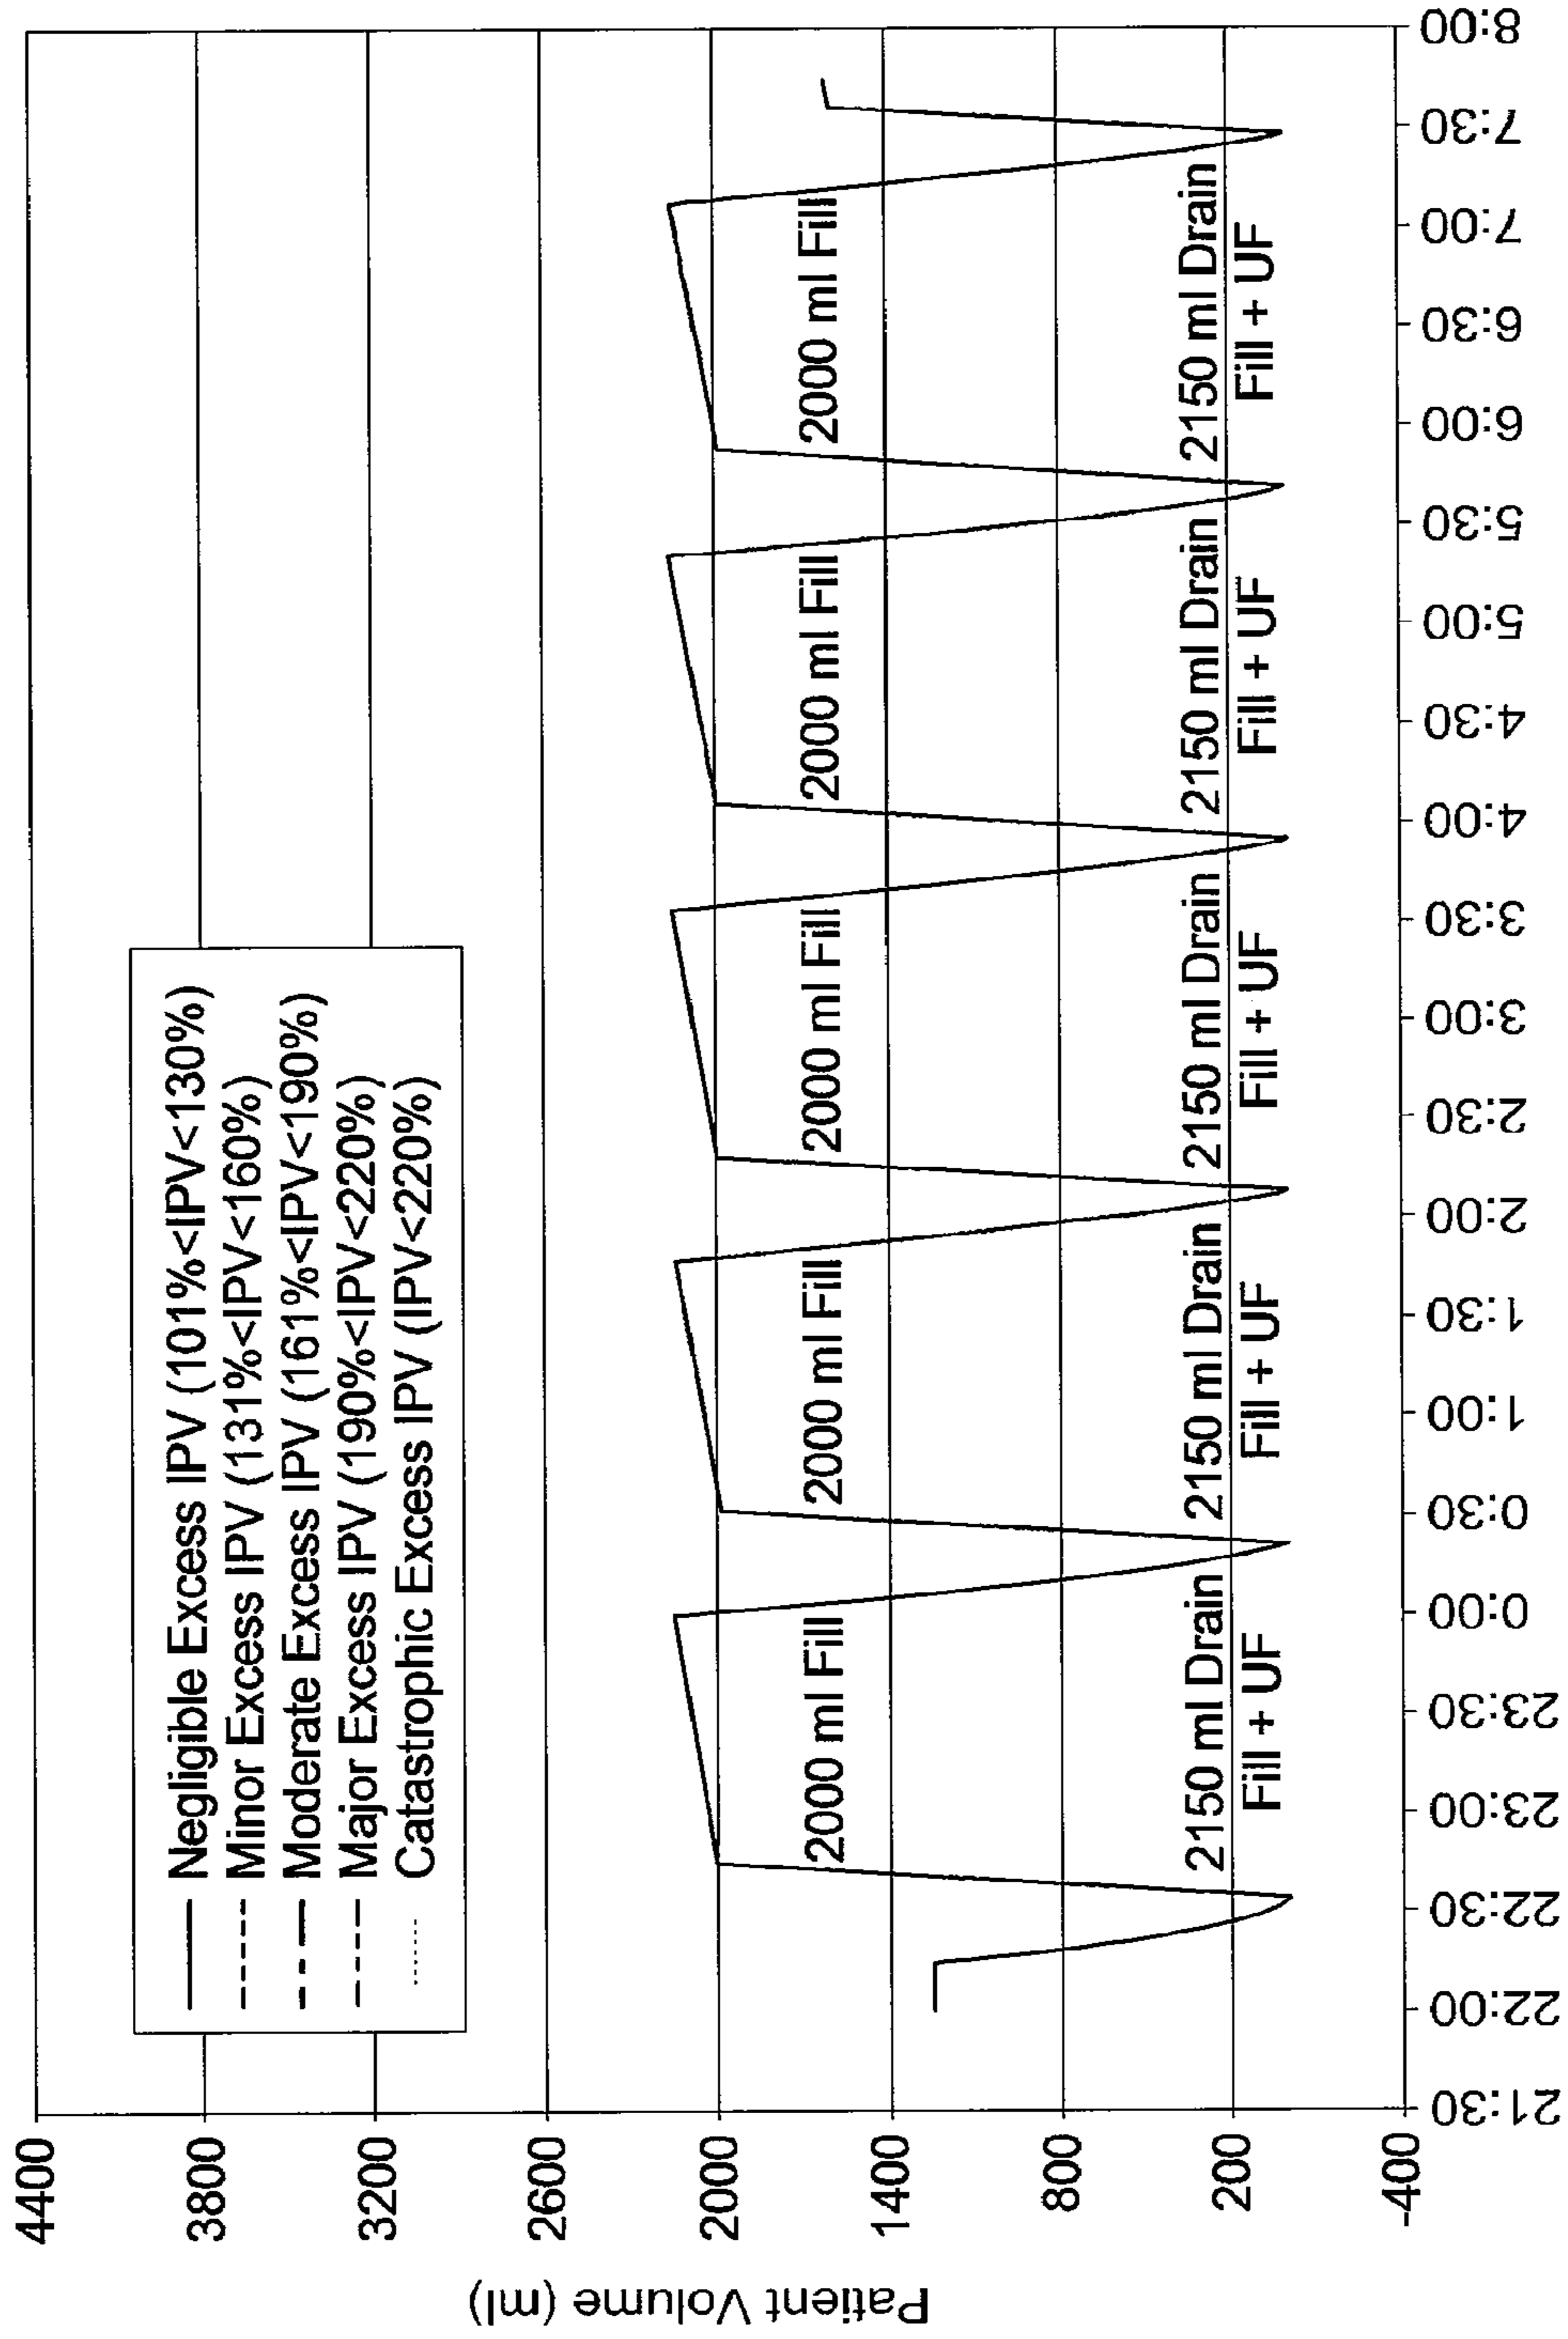 Negligible Excess IPV (101%<IPV<130%)
Minor Excess IPV (131%<IPV<160%)
Moderate Excess IPV (161%<IPV<190%)
Major Excess IPV (190%<IPV<220%)
Catastrophic Excess IPV (IPV<220%)
Patient Volume (ml)
4400
3800
3200
2600
2000
1400
800
200
-400
2000 ml Fill
2000 ml Fill
2000 ml Fill
2000 ml Fill
2000 ml Fill
2150 ml Drain
Fill + UF
2150 ml Drain
Fill + UF
2150 ml Drain
Fill + UF
2150 ml Drain
Fill + UF
2150 ml Drain
Fill + UF
21:30
22:00
22:30
23:00
23:30
0:00
0:30
1:00
1:30
2:00
2:30
3:00
3:30
4:00
4:30
5:00
5:30
6:00
6:30
7:00
7:30
8:00